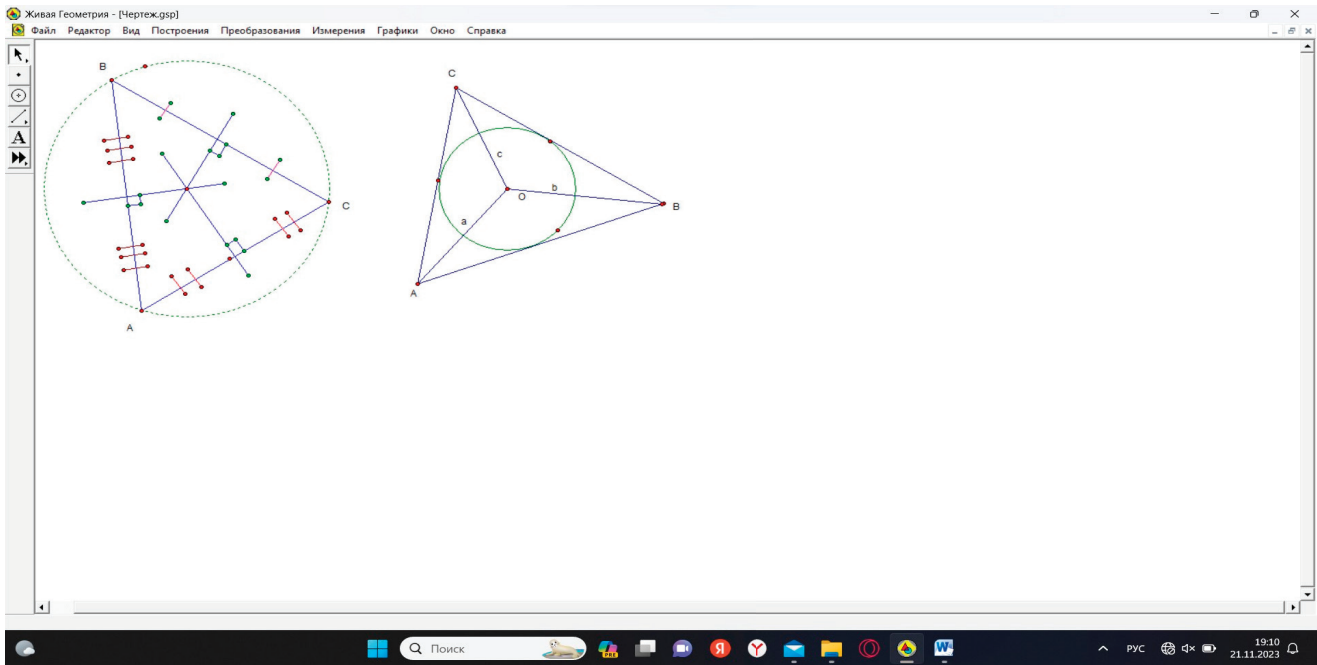 Живая Геометрия - [Чертеж.gsp]
Файл Редактор Вид Построения Преобразования Измерения Графики Окно Справка
A
B
C
A
C
c
b
O
a
B
A
Поиск
PRE
Я
Y
W
РУС
19:10
21.11.2023